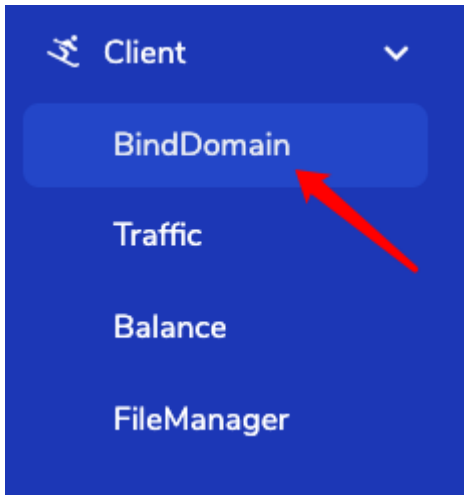 Client
BindDomain
Traffic
Balance
FileManager